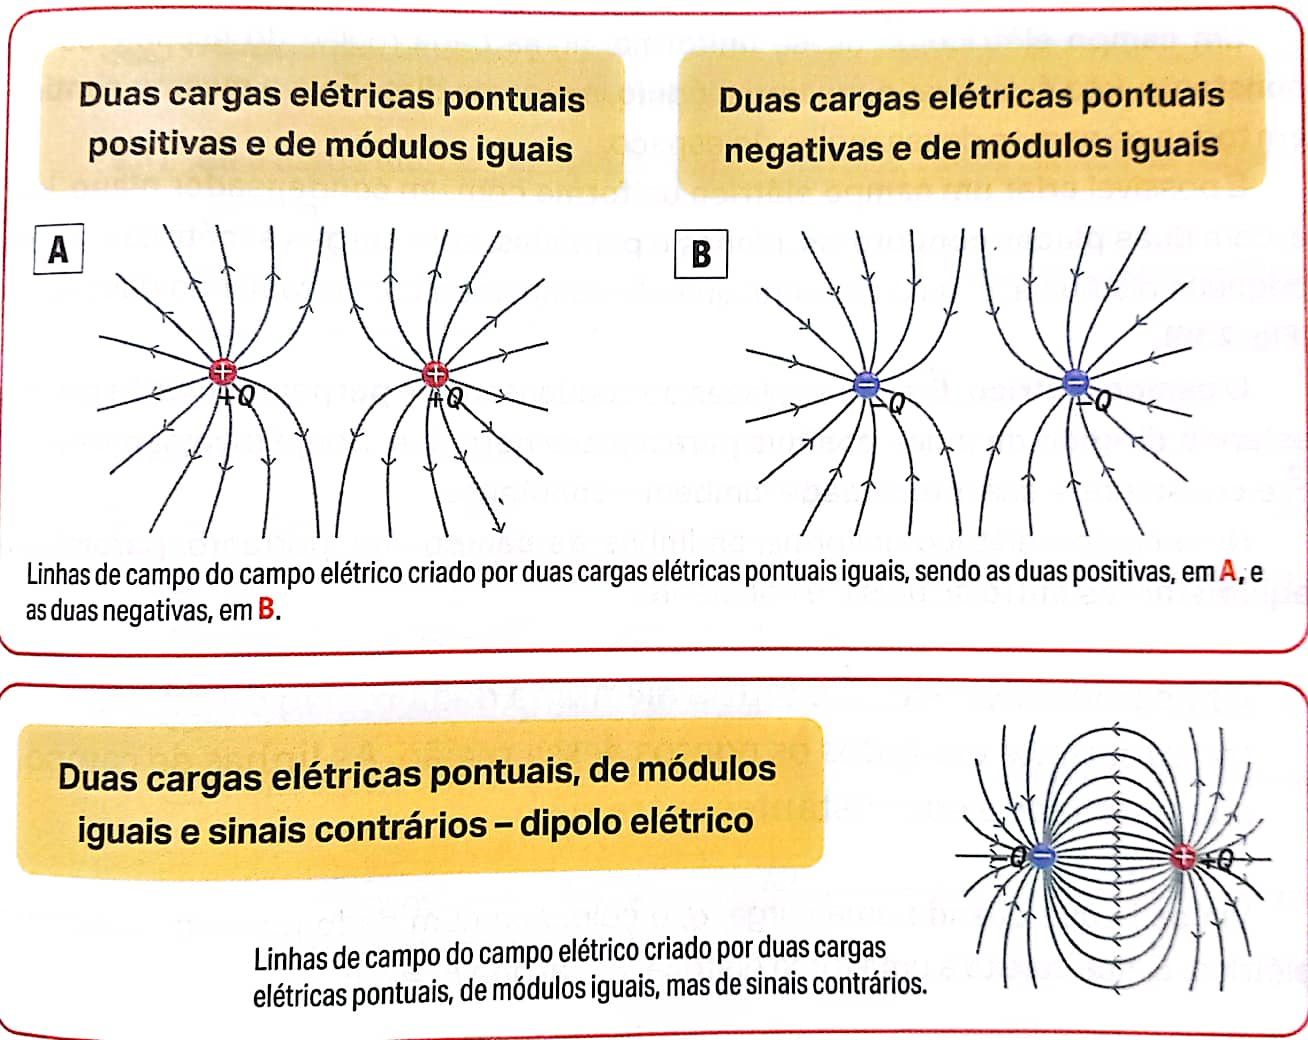 Duas cargas elétricas pontuais
positivas e de módulos iguais
Duas cargas elétricas pontuais
negativas e de módulos iguais
A
B
+Q
+Q
−Q
−Q
Linhas de campo do campo elétrico criado por duas cargas elétricas pontuais iguais, sendo as duas positivas, em A, e
as duas negativas, em B.
Duas cargas elétricas pontuais, de módulos
iguais e sinais contrários – dipolo elétrico
−Q
+Q
Linhas de campo do campo elétrico criado por duas cargas
elétricas pontuais, de módulos iguais, mas de sinais contrários.